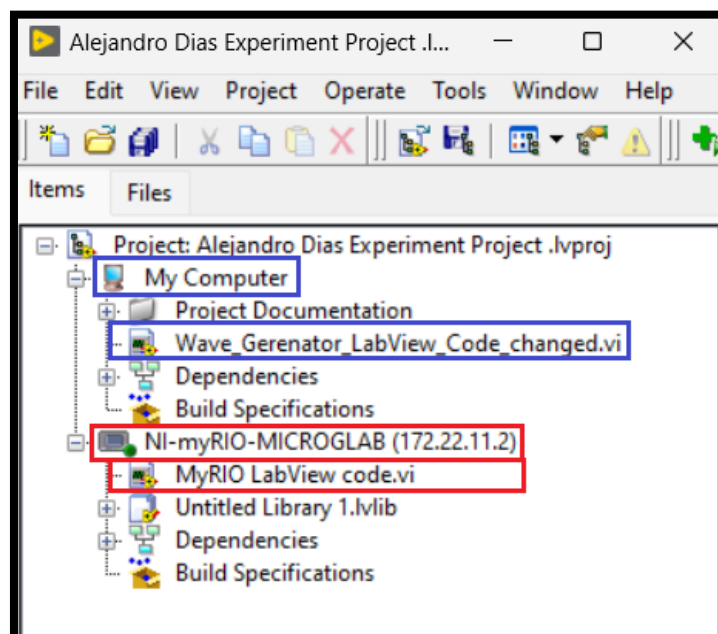 Alejandro Dias Experiment Project .l...
File Edit View Project Operate Tools Window Help
Items Files
Project: Alejandro Dias Experiment Project .lvproj
My Computer
Project Documentation
Wave_Gerenator_LabView_Code_changed.vi
Dependencies
Build Specifications
NI-myRIO-MICROGLAB (172.22.11.2)
MyRIO LabView code.vi
Untitled Library 1.lvlib
Dependencies
Build Specifications